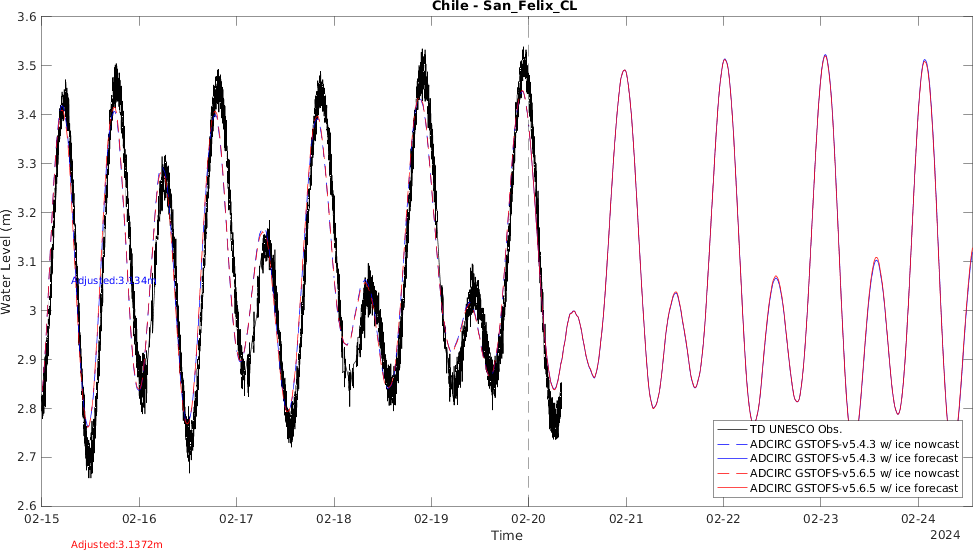 Chile - San_Felix_CL
3.6
3.5
3.4
3.3
3.2
3.1
3
2.9
2.8
2.7
2.6
Water Level (m)
Adjusted:3.134m
TD UNESCO Obs.
ADCIRC GSTOFS-v5.4.3 w/ ice nowcast
ADCIRC GSTOFS-v5.4.3 w/ ice forecast
ADCIRC GSTOFS-v5.6.5 w/ ice nowcast
ADCIRC GSTOFS-v5.6.5 w/ ice forecast
02-15 02-16 02-17 02-18 02-19 02-20 02-21 02-22 02-23 02-24
Time
2024
Adjusted:3.1372m